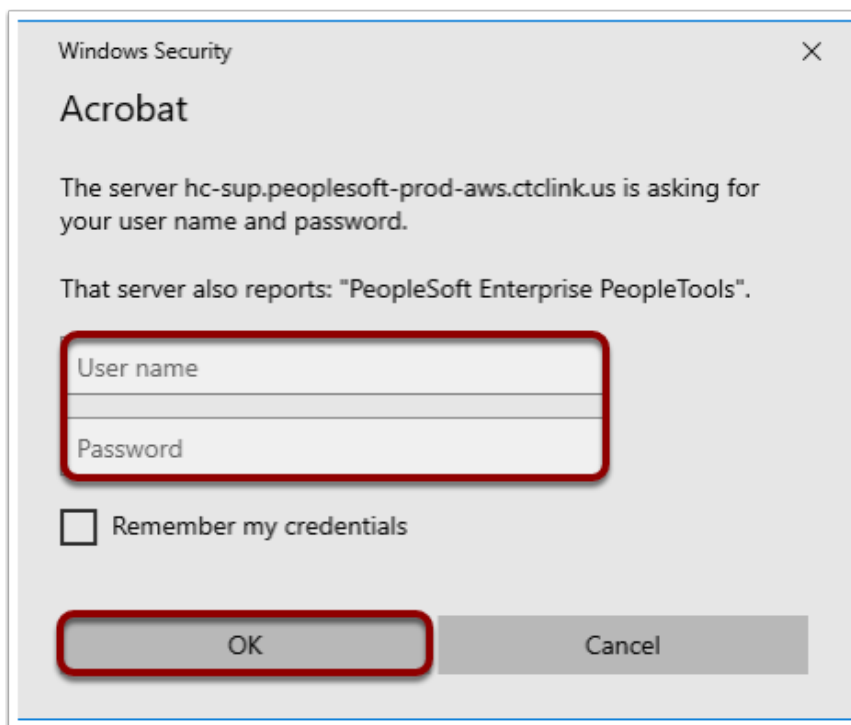 Windows Security
Acrobat
The server hc-sup.peoplesoft-prod-aws.ctclink.us is asking for
your user name and password.
That server also reports: "PeopleSoft Enterprise PeopleTools".
User name
Password
Remember my credentials
OK
Cancel